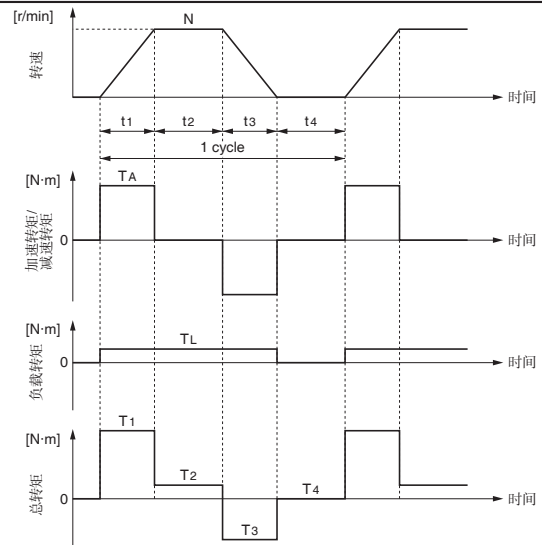 [r/min]
N
转速
时间
t1 t2 t3 t4
1 cycle
[N·m]
TA
加速转矩/
减速转矩
0
时间
[N·m]
TL
负载转矩
0
时间
[N·m]
T1
T2
T3
T4
总转矩
0
时间